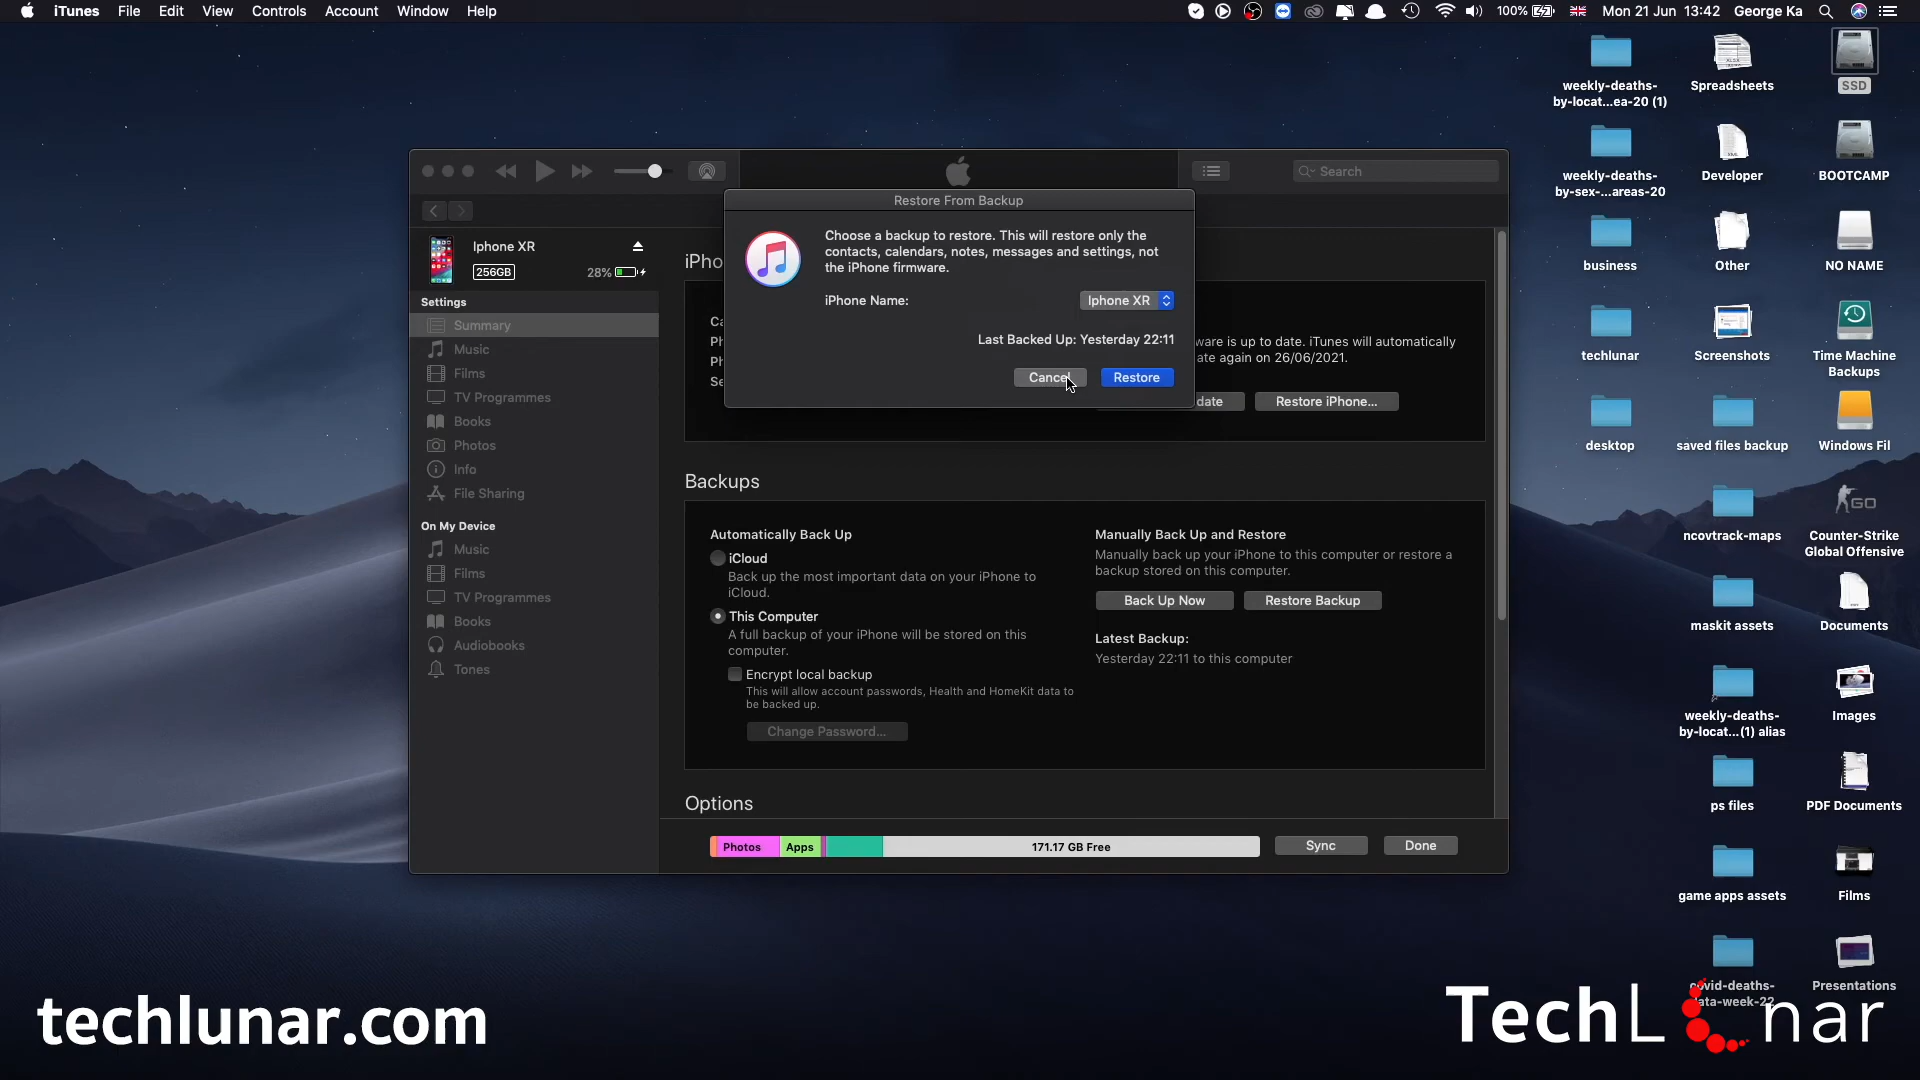 iTunes File Edit View Controls Account Window Help
100% Mon 21 Jun 13:42 George Ka
weekly-deaths-
by-locat...ea-20 (1)
Spreadsheets
SSD
weekly-deaths-
by-sex-...areas-20
Developer
BOOTCAMP
business
Other
NO NAME
techlunar
Screenshots
Time Machine
Backups
desktop
saved files backup
Windows Fil
ncovtrack-maps
Counter-Strike
Global Offensive
maskit assets
Documents
weekly-deaths-
by-locat...(1) alias
Images
ps files
PDF Documents
game apps assets
Films
covid-deaths-
data-week-22
Presentations
Search
Iphone XR
256GB
28%
Settings
Summary
Music
Films
TV Programmes
Books
Photos
Info
File Sharing
On My Device
Music
Films
TV Programmes
Books
Audiobooks
Tones
Restore From Backup
Choose a backup to restore. This will restore only the
contacts, calendars, notes, messages and settings, not
the iPhone firmware.
iPhone Name: Iphone XR
Last Backed Up: Yesterday 22:11
Cancel Restore
iPho
Ca
Ph
Ph
Se
ware is up to date. iTunes will automatically
ate again on 26/06/2021.
date Restore iPhone...
Backups
Automatically Back Up
iCloud
Back up the most important data on your iPhone to
iCloud.
This Computer
A full backup of your iPhone will be stored on this
computer.
Encrypt local backup
This will allow account passwords, Health and HomeKit data to
be backed up.
Change Password...
Manually Back Up and Restore
Manually back up your iPhone to this computer or restore a
backup stored on this computer.
Back Up Now Restore Backup
Latest Backup:
Yesterday 22:11 to this computer
Options
Photos Apps 171.17 GB Free Sync Done
techlunar.com
TechLunar